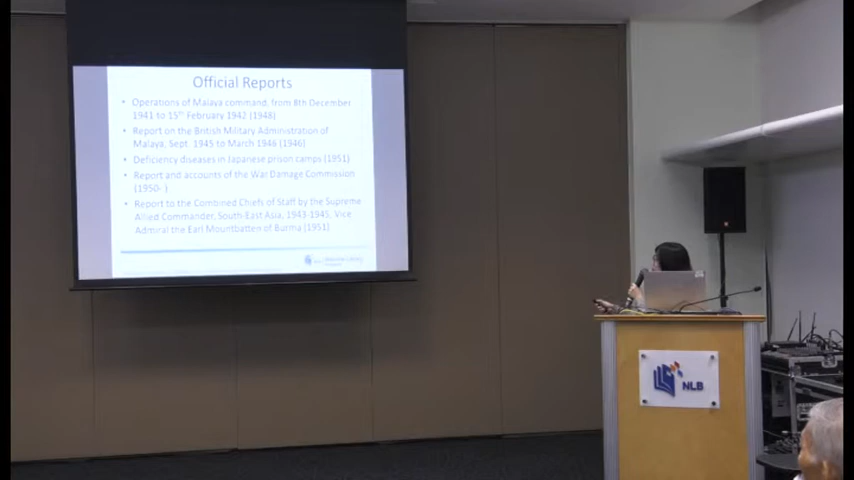 Official Reports
• Operations of Malaya command, from 8th December
1941 to 15th February 1942 (1948)
• Report on the British Military Administration of
Malaya, Sept. 1945 to March 1946 (1946)
• Deficiency diseases in Japanese prison camps (1951)
• Report and accounts of the War Damage Commission
(1950- )
• Report to the Combined Chiefs of Staff by the Supreme
Allied Commander, South-East Asia, 1943-1945, Vice
Admiral the Earl Mountbatten of Burma (1951)
National Library
NLB